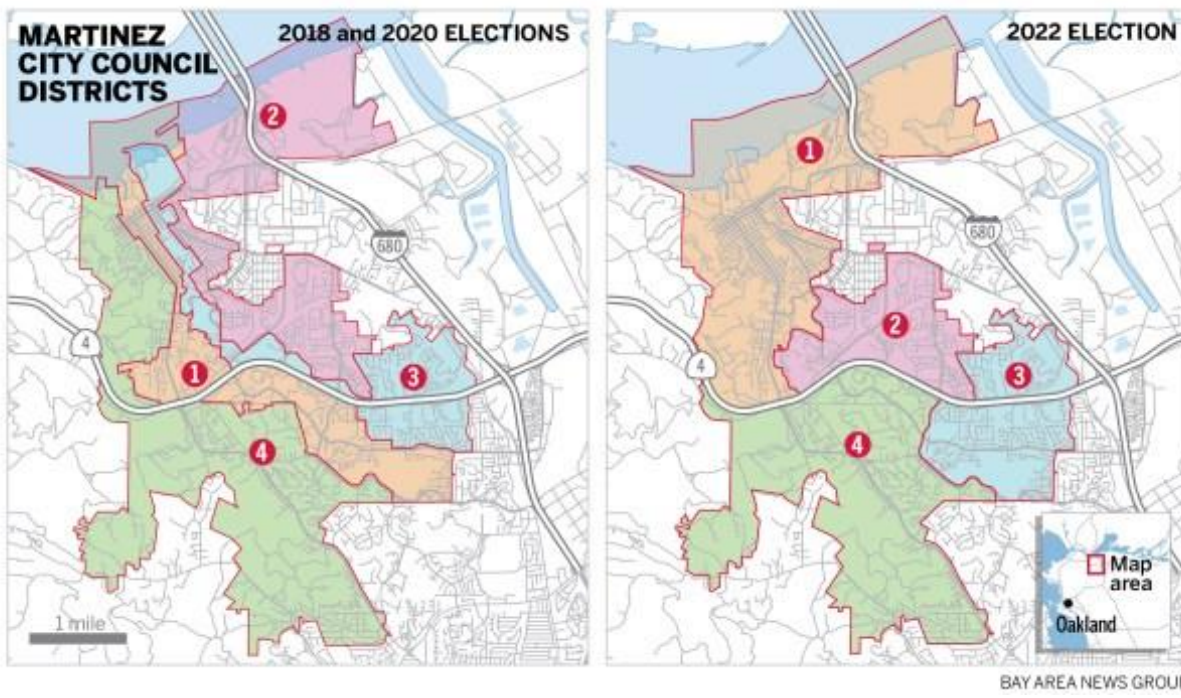 MARTINEZ
CITY COUNCIL
DISTRICTS
2018 and 2020 ELECTIONS
2
680
4
1
3
4
1 mile
2022 ELECTION
1
680
2
4
3
4
Map
area
Oakland
BAY AREA NEWS GROUP